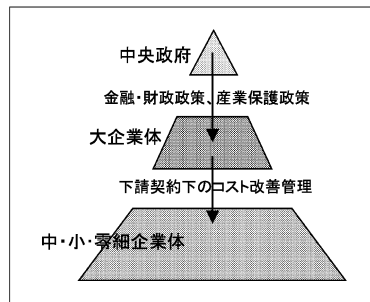 中央政府
金融・財政政策、産業保護政策
大企業体
下請契約下のコスト改善管理
中・小・零細企業体